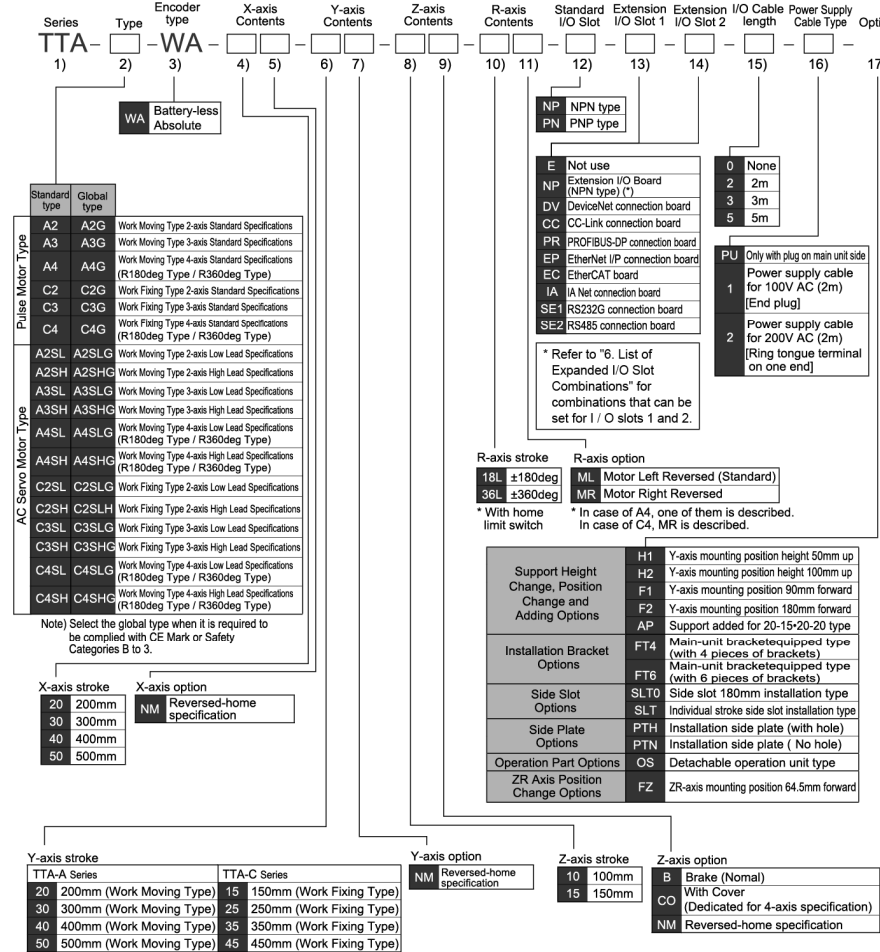 Series
Type
Encoder
type
X-axis
Contents
Y-axis
Contents
Z-axis
Contents
R-axis
Contents
Standard
I/O Slot
Extension
I/O Slot 1
Extension
I/O Slot 2
I/O Cable
length
Power Supply
Cable Type
Opti
TTA – – WA – – – – – – – – –
1) 2) 3) 4) 5) 6) 7) 8) 9) 10) 11) 12) 13) 14) 15) 16) 17
WA Battery-less
Absolute
NP NPN type
PN PNP type
E Not use
NP Extension I/O Board
(NPN type) (*)
DV DeviceNet connection board
CC CC-Link connection board
PR PROFIBUS-DP connection board
EP EtherNet I/P connection board
EC EtherCAT board
IA IA Net connection board
SE1 RS232G connection board
SE2 RS485 connection board
* Refer to "6. List of
Expanded I/O Slot
Combinations" for
combinations that can be
set for I / O slots 1 and 2.
0 None
2 2m
3 3m
5 5m
PU Only with plug on main unit side
1 Power supply cable
for 100V AC (2m)
[End plug]
2 Power supply cable
for 200V AC (2m)
[Ring tongue terminal
on one end]
Standard
type
Global
type
Pulse Motor Type
A2 A2G Work Moving Type 2-axis Standard Specifications
A3 A3G Work Moving Type 3-axis Standard Specifications
A4 A4G Work Moving Type 4-axis Standard Specifications
(R180deg Type / R360deg Type)
C2 C2G Work Fixing Type 2-axis Standard Specifications
C3 C3G Work Fixing Type 3-axis Standard Specifications
C4 C4G Work Fixing Type 4-axis Standard Specifications
(R180deg Type / R360deg Type)
AC Servo Motor Type
A2SL A2SLG Work Moving Type 2-axis Low Lead Specifications
A2SH A2SHG Work Moving Type 2-axis High Lead Specifications
A3SL A3SLG Work Moving Type 3-axis Low Lead Specifications
A3SH A3SHG Work Moving Type 3-axis High Lead Specifications
A4SL A4SLG Work Moving Type 4-axis Low Lead Specifications
(R180deg Type / R360deg Type)
A4SH A4SHG Work Moving Type 4-axis High Lead Specifications
(R180deg Type / R360deg Type)
C2SL C2SLG Work Fixing Type 2-axis Low Lead Specifications
C2SH C2SLH Work Fixing Type 2-axis High Lead Specifications
C3SL C3SLG Work Fixing Type 3-axis Low Lead Specifications
C3SH C3SHG Work Fixing Type 3-axis High Lead Specifications
C4SL C4SLG Work Moving Type 4-axis Low Lead Specifications
(R180deg Type / R360deg Type)
C4SH C4SHG Work Moving Type 4-axis High Lead Specifications
(R180deg Type / R360deg Type)
Note) Select the global type when it is required to
be complied with CE Mark or Safety
Categories B to 3.
R-axis stroke
18L ±180deg
36L ±360deg
* With home
limit switch
R-axis option
ML Motor Left Reversed (Standard)
MR Motor Right Reversed
* In case of A4, one of them is described.
In case of C4, MR is described.
Support Height
Change, Position
Change and
Adding Options
H1 Y-axis mounting position height 50mm up
H2 Y-axis mounting position height 100mm up
F1 Y-axis mounting position 90mm forward
F2 Y-axis mounting position 180mm forward
AP Support added for 20-15•20-20 type
Installation Bracket
Options
FT4 Main-unit bracketequipped type
(with 4 pieces of brackets)
FT6 Main-unit bracketequipped type
(with 6 pieces of brackets)
Side Slot
Options
SLT0 Side slot 180mm installation type
SLT Individual stroke side slot installation type
Side Plate
Options
PTH Installation side plate (with hole)
PTN Installation side plate ( No hole)
Operation Part Options OS Detachable operation unit type
ZR Axis Position
Change Options
FZ ZR-axis mounting position 64.5mm forward
X-axis stroke
20 200mm
30 300mm
40 400mm
50 500mm
X-axis option
NM Reversed-home
specification
Y-axis stroke
TTA-A Series TTA-C Series
20 200mm (Work Moving Type) 15 150mm (Work Fixing Type)
30 300mm (Work Moving Type) 25 250mm (Work Fixing Type)
40 400mm (Work Moving Type) 35 350mm (Work Fixing Type)
50 500mm (Work Moving Type) 45 450mm (Work Fixing Type)
Y-axis option
NM Reversed-home
specification
Z-axis stroke
10 100mm
15 150mm
Z-axis option
B Brake (Nomal)
CO With Cover
(Dedicated for 4-axis specification)
NM Reversed-home specification